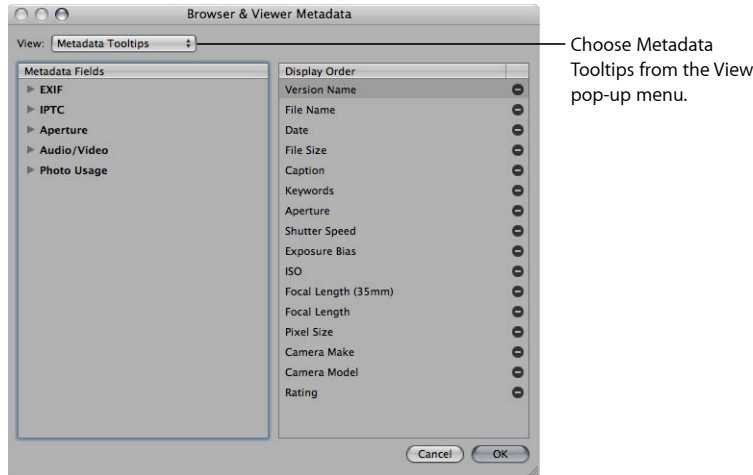 Browser & Viewer Metadata
View: Metadata Tooltips
Choose Metadata
Tooltips from the View
pop-up menu.
Metadata Fields
EXIF
IPTC
Aperture
Audio/Video
Photo Usage
Display Order
Version Name
File Name
Date
File Size
Caption
Keywords
Aperture
Shutter Speed
Exposure Bias
ISO
Focal Length (35mm)
Focal Length
Pixel Size
Camera Make
Camera Model
Rating
Cancel
OK